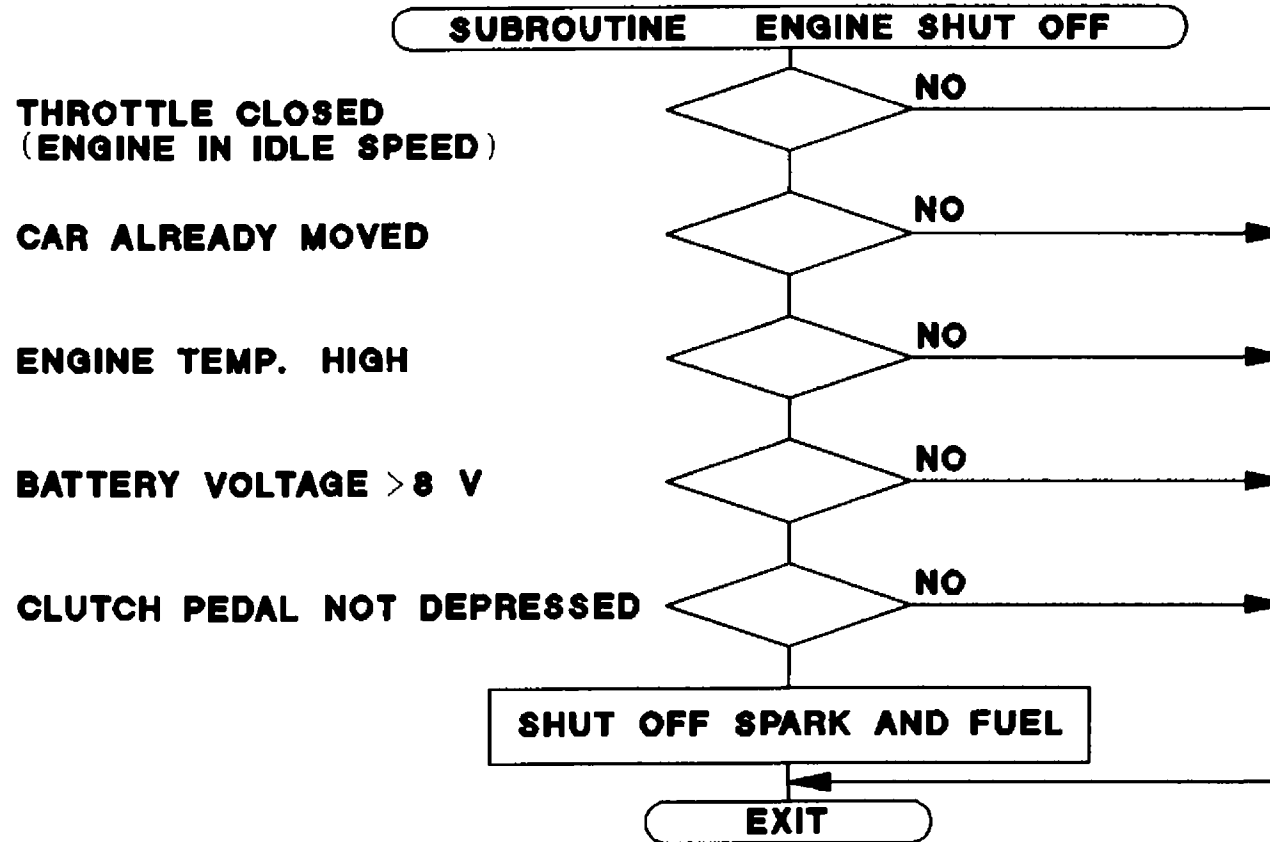 SUBROUTINE ENGINE SHUT OFF
NO
THROTTLE CLOSED
(ENGINE IN IDLE SPEED)
NO
CAR ALREADY MOVED
NO
ENGINE TEMP. HIGH
NO
BATTERY VOLTAGE >8 V
NO
CLUTCH PEDAL NOT DEPRESSED
SHUT OFF SPARK AND FUEL
EXIT